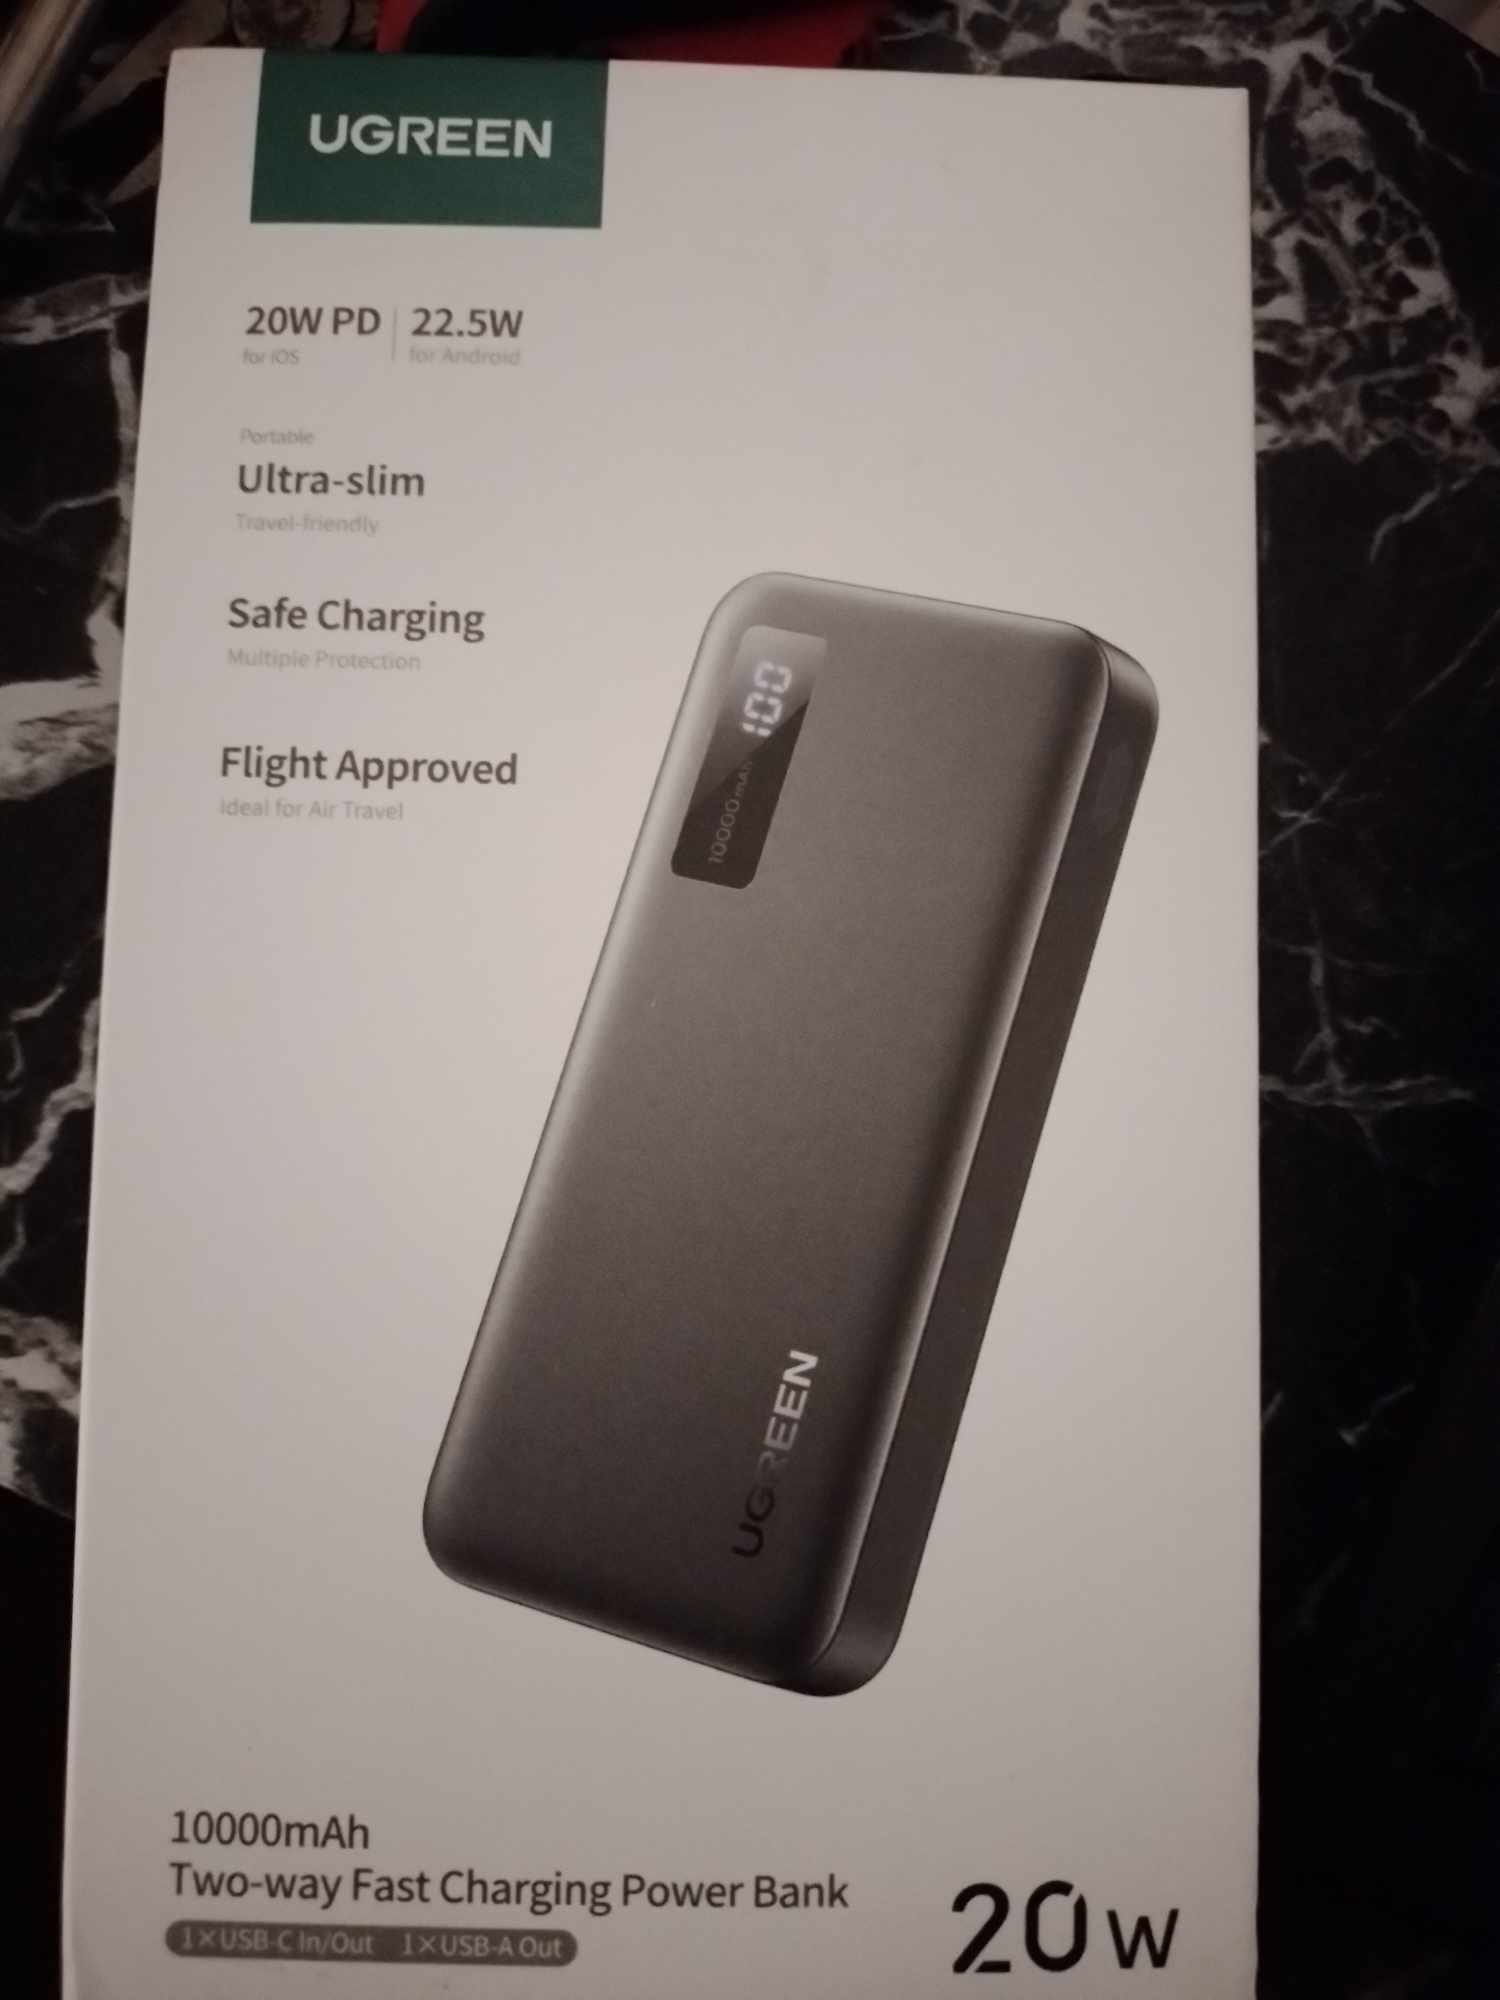 UGREEN
20W PD | 22.5W
for iOS for Android
Portable
Ultra-slim
Travel-friendly
Safe Charging
Multiple Protection
Flight Approved
Ideal for Air Travel
100
10000mAh
UGREEN
10000mAh
Two-way Fast Charging Power Bank
1×USB-C In/Out 1×USB-A Out
20W